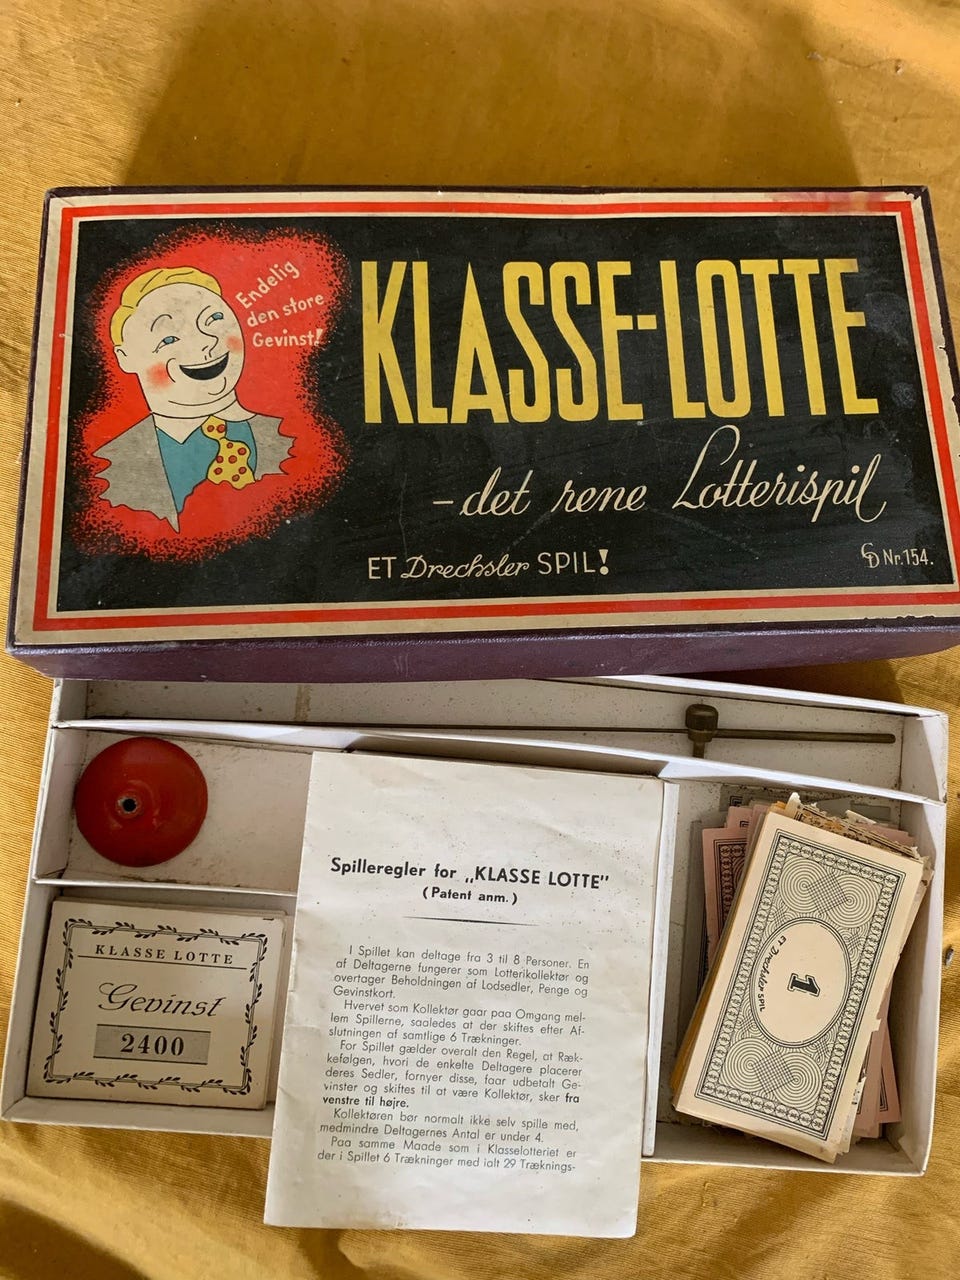 Endelig
den store
Gevinst!
KLASSE-LOTTE
- det rene Lotterispil
ET Drechsler SPIL!
CD Nr. 154.
Spilleregler for „KLASSE LOTTE"
(Patent anm.)
I Spillet kan deltage fra 3 til 8 Personer. En
af Deltagerne fungerer som Lotterikollektør og
overtager Beholdningen af Lodsedler, Penge og
Gevinstkort.
Hvervet som Kollektør gaar paa Omgang mel-
lem Spillerne, saaledes at der skiftes efter Af-
slutningen af samtlige 6 Trækninger.
For Spillet gælder overalt den Regel, at Ræk-
kefølgen, hvori de enkelte Deltagere placerer
deres Sedler, fornyer disse, faar udbetalt Ge-
vinster og skiftes til at være Kollektør, sker fra
venstre til højre.
Kollektøren bør normalt ikke selv spille med,
medmindre Deltagernes Antal er under 4.
Paa samme Maade som i Klasselotteriet er
der i Spillet 6 Trækninger med ialt 29 Træknings-
KLASSE LOTTE
Gevinst
2400
1
ET Drechsler SPIL